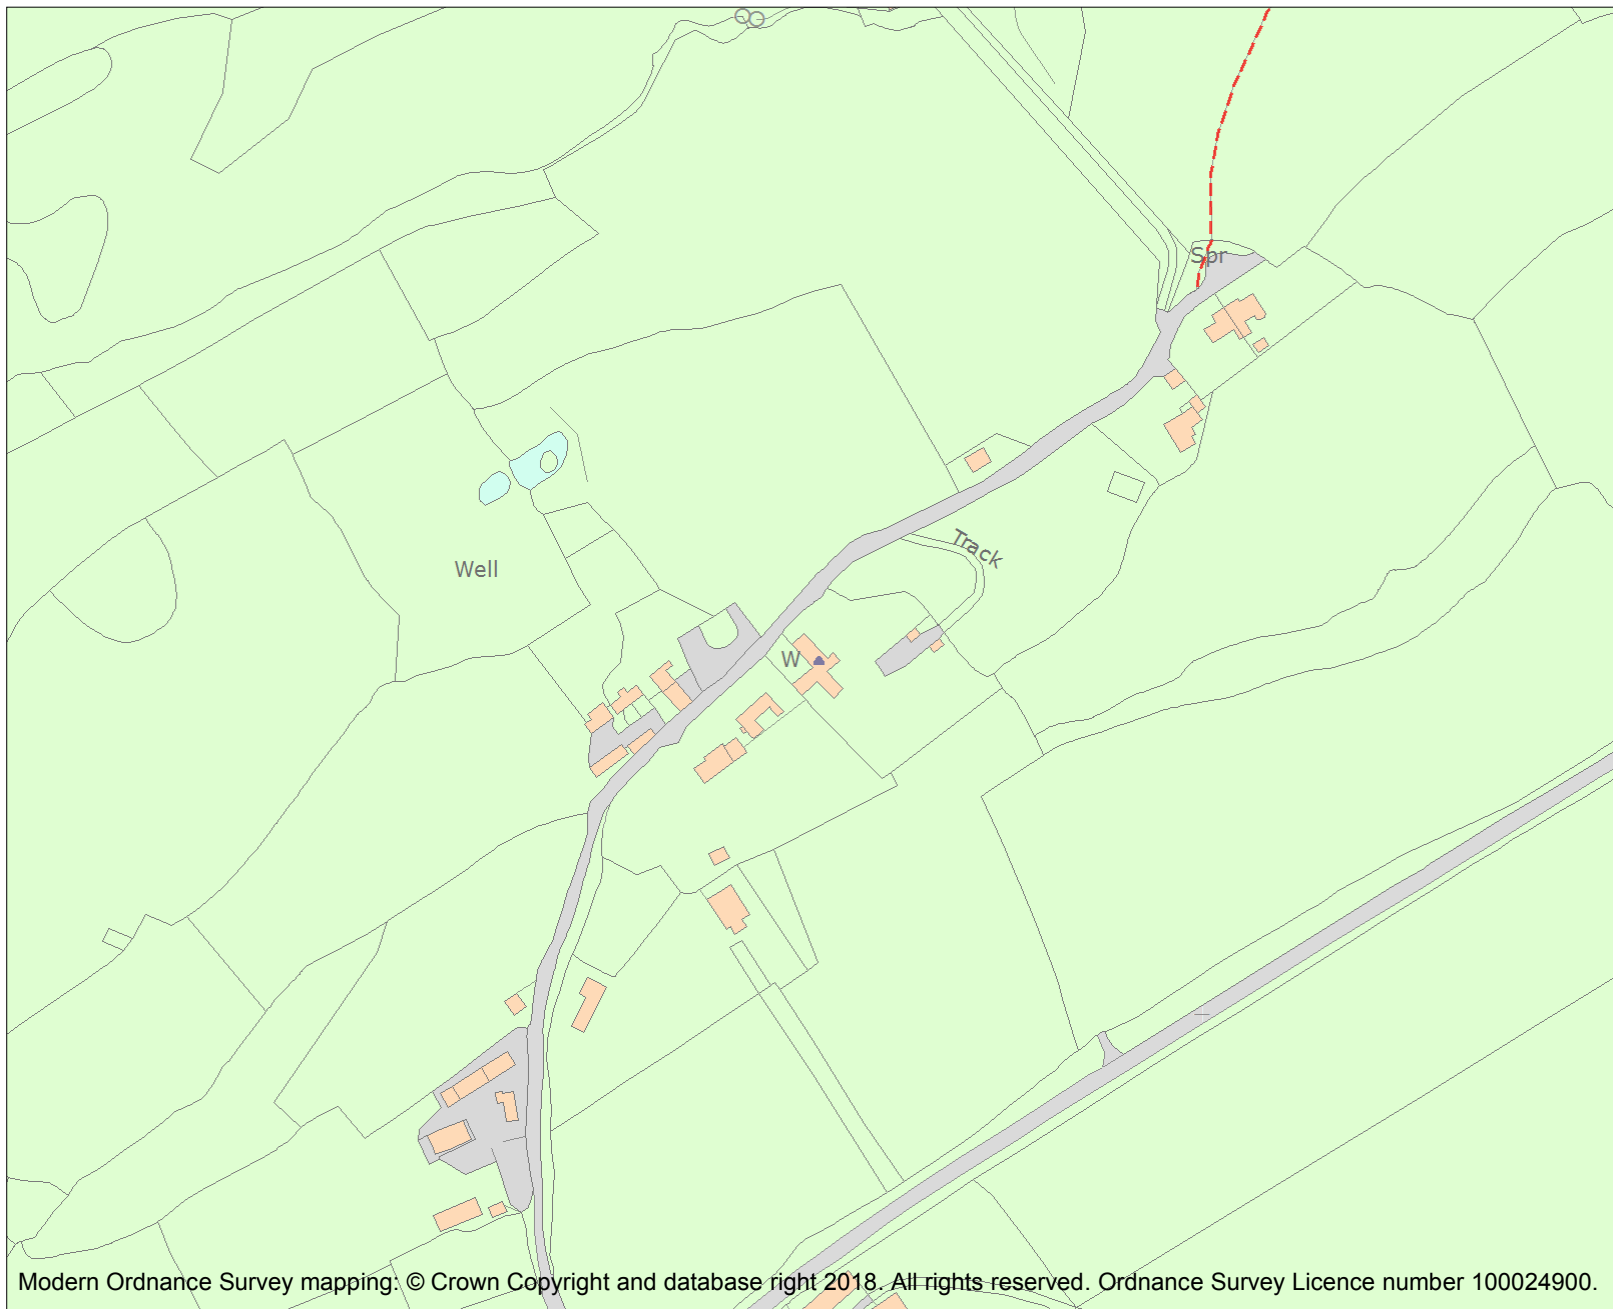 Spr
Track
Well
W
Modern Ordnance Survey mapping: © Crown Copyright and database right 2018. All rights reserved. Ordnance Survey Licence number 100024900.